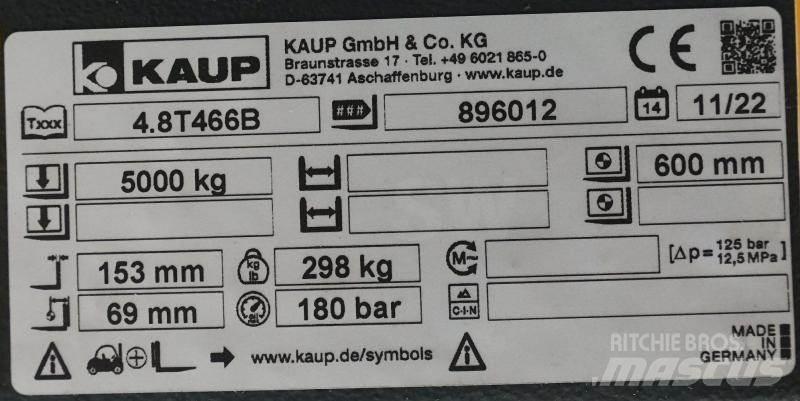 KAUP
KAUP GmbH & Co. KG
Braunstrasse 17 · Tel. +49 6021 865-0
D-63741 Aschaffenburg · www.kaup.de
CE
Txxx 4.8T466B ### 896012 14 11/22
5000 kg 600 mm
153 mm kg lb 298 kg M [Δp= 125 bar 12,5 MPa]
69 mm oil 180 bar C-I-N
www.kaup.de/symbols
MADE
IN
GERMANY
RITCHIE BROS.
MASCUS